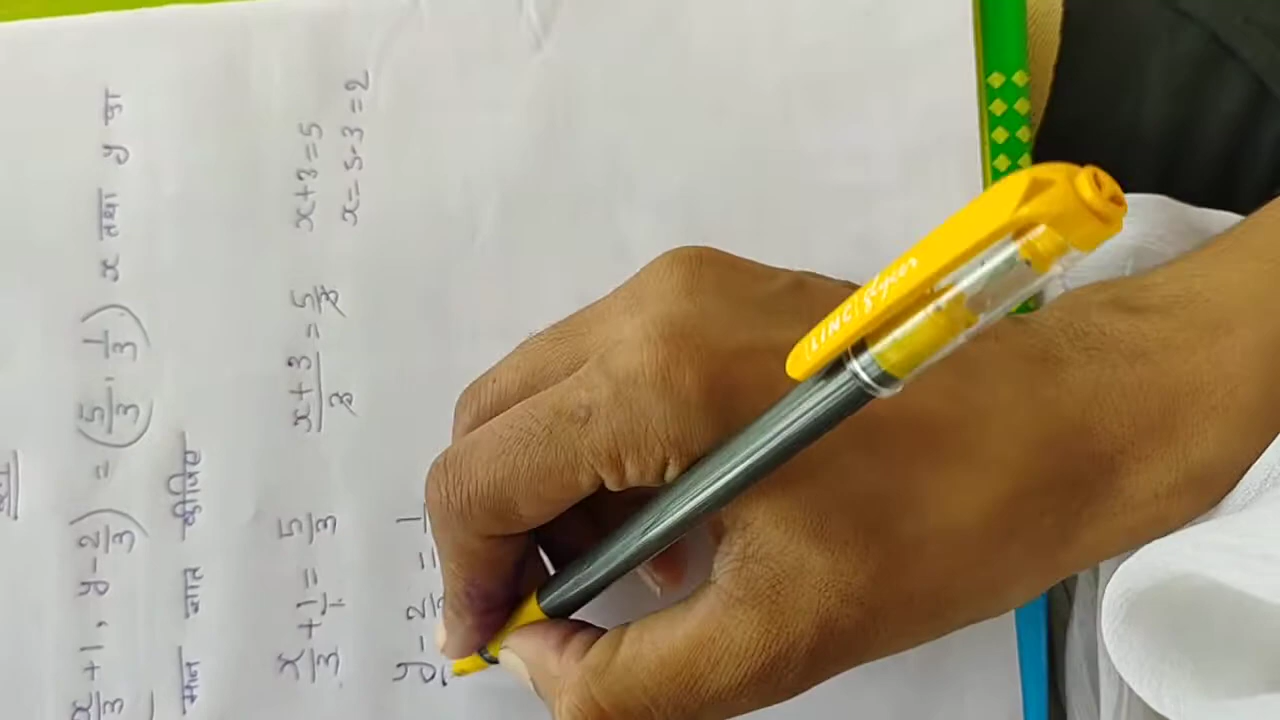 x/3 + 1, y - 2/3) = (5/3, 1/3) x तथा y का
मान ज्ञात कीजिए
x/3 + 1/1 = 5/3 x+3/3 = 5/3 x+3=5
x=5-3=2
y - 2/3 = 1
LINC glycer